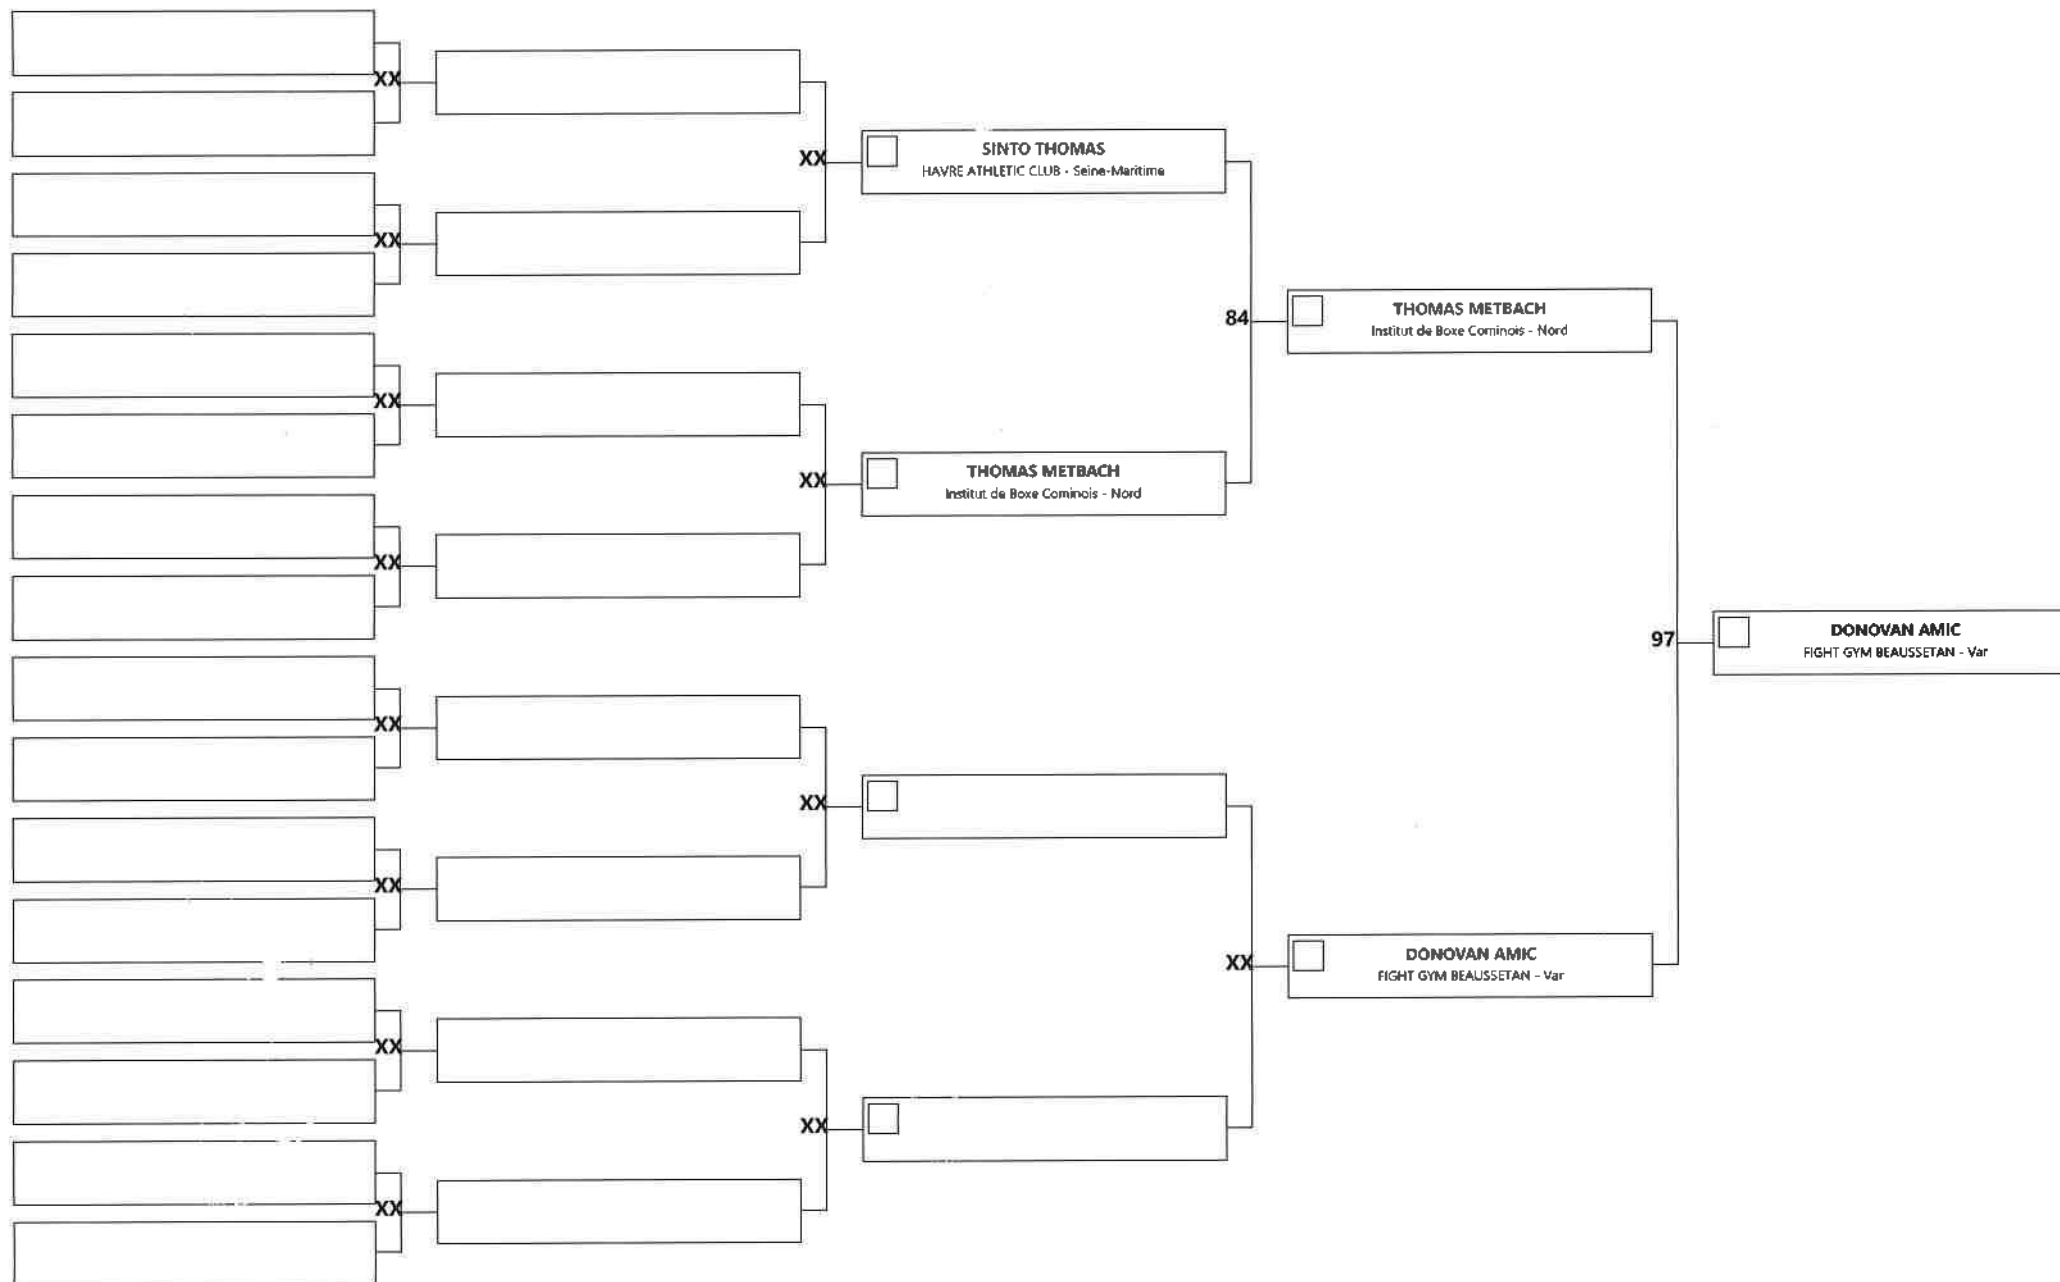 XX
XX
XX
XX
XX
XX
XX
XX
XX
XX
XX
XX
SINTO THOMAS
HAVRE ATHLETIC CLUB - Seine-Maritime
THOMAS METBACH
Institut de Boxe Cominois - Nord
84
XX
THOMAS METBACH
Institut de Boxe Cominois - Nord
DONOVAN AMIC
FIGHT GYM BEAUSSETAN - Var
97
DONOVAN AMIC
FIGHT GYM BEAUSSETAN - Var